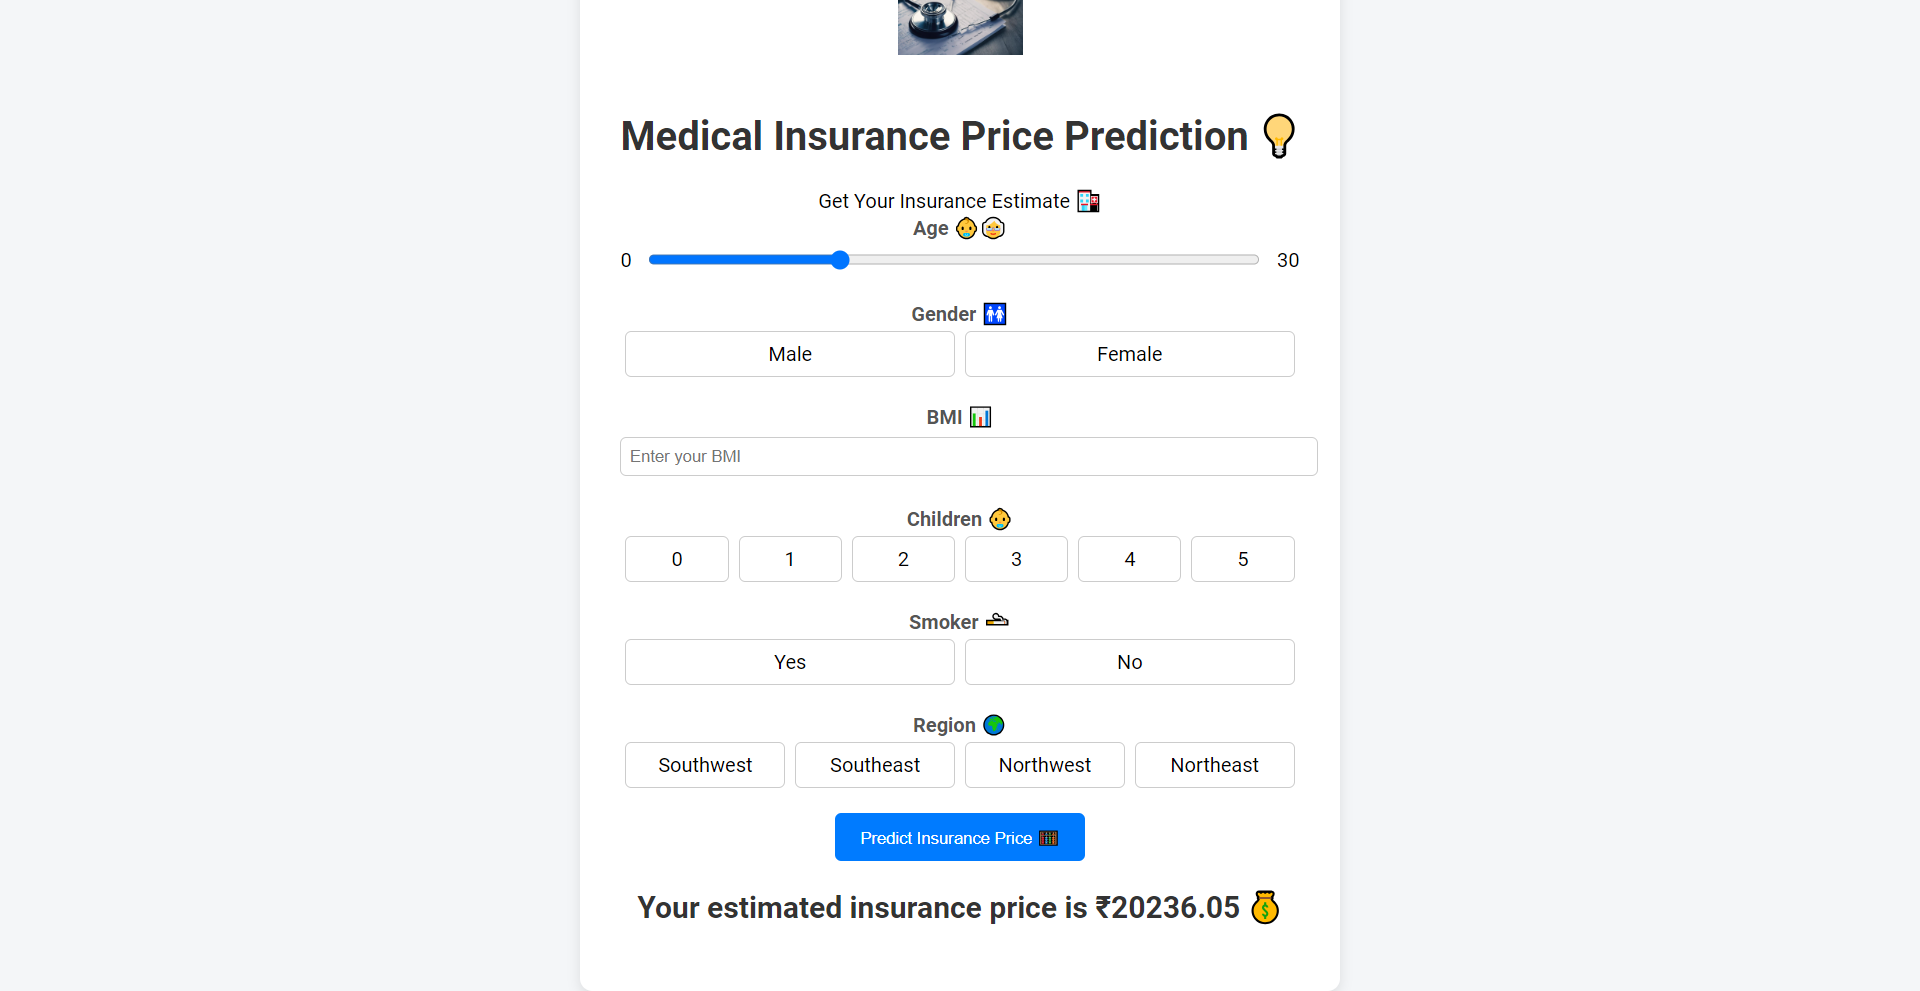 Medical Insurance Price Prediction 💡
Get Your Insurance Estimate 🏥
Age 👶👵
0 30
Gender 🚻
Male Female
BMI 📊
Enter your BMI
Children 👶
0 1 2 3 4 5
Smoker 🚬
Yes No
Region 🌍
Southwest Southeast Northwest Northeast
Predict Insurance Price 🧮
Your estimated insurance price is ₹20236.05 💰